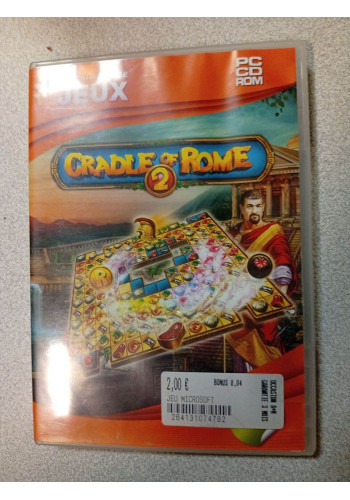 JEUX
PC
CD
ROM
CRADLE OF ROME
2
2,00 €
BONUS 0,04
JEU MICROSOFT
264131074762
OCCASION B+M
GARANTIE 3 MOIS